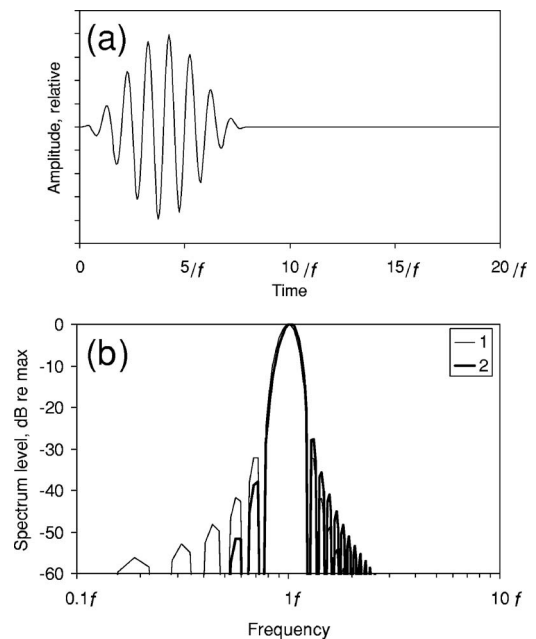 (a)
Amplitude, relative
0
5/f
10/f
15/f
20/f
Time
(b)
1
2
Spectrum level, dB re max
0
-10
-20
-30
-40
-50
-60
0.1f
1f
10f
Frequency